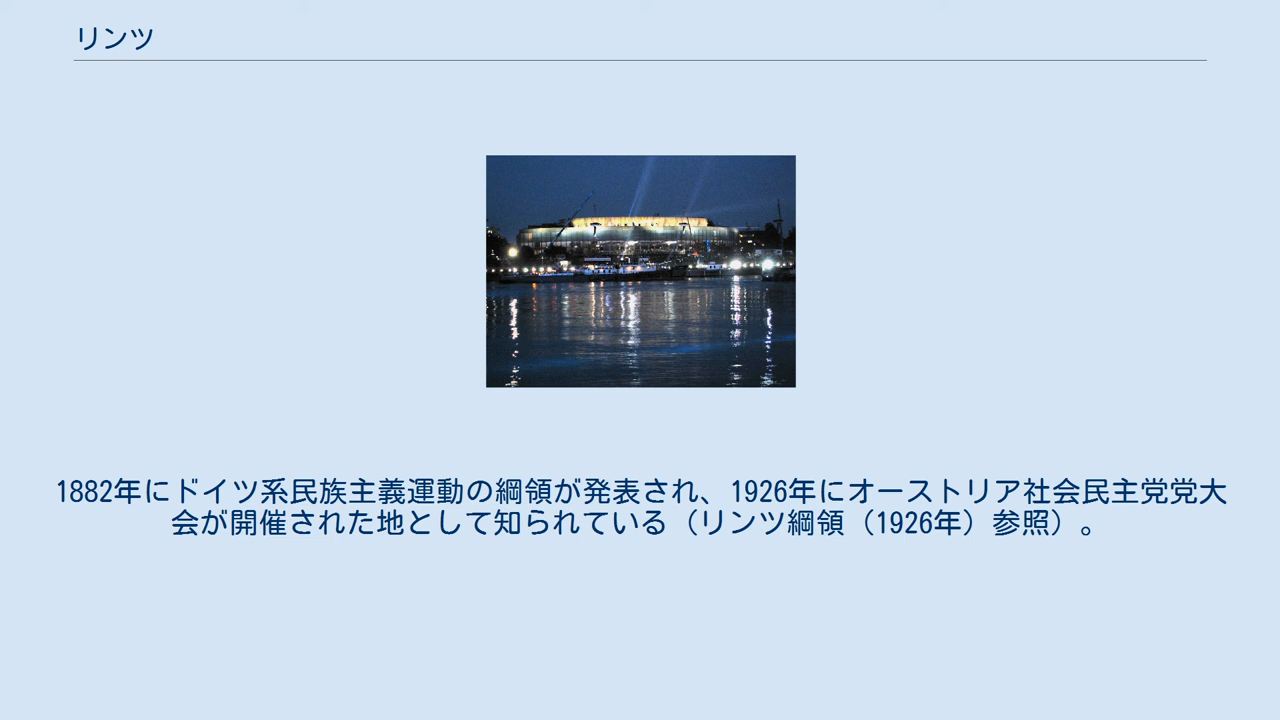 リンツ
1882年にドイツ系民族主義運動の綱領が発表され、1926年にオーストリア社会民主党党大
会が開催された地として知られている（リンツ綱領（1926年）参照）。